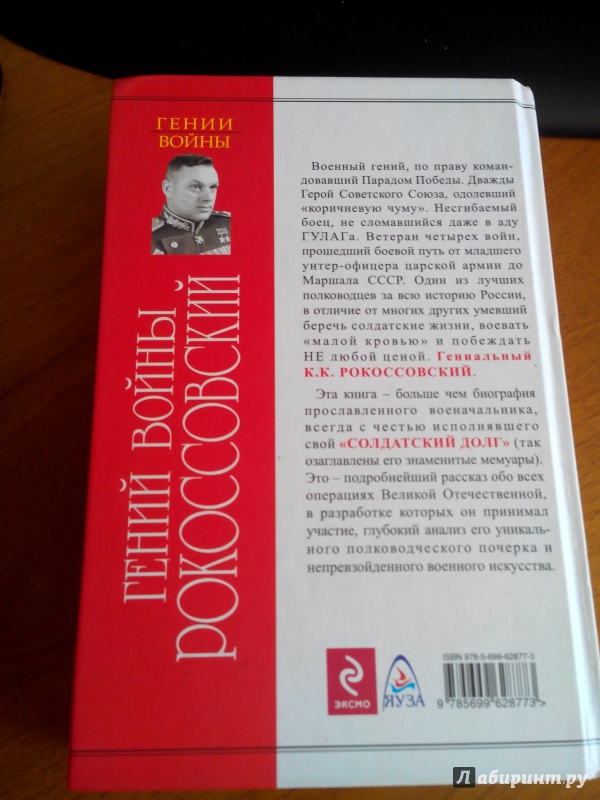 ГЕНИИ
ВОЙНЫ
ГЕНИЙ ВОЙНЫ
РОКОССОВСКИЙ
Военный гений, по праву коман-
довавший Парадом Победы. Дважды
Герой Советского Союза, одолевший
«коричневую чуму». Несгибаемый
боец, не сломавшийся даже в аду
ГУЛАГа. Ветеран четырех войн,
прошедший боевой путь от младшего
унтер-офицера царской армии до
Маршала СССР. Один из лучших
полководцев за всю историю России,
в отличие от многих других умевший
беречь солдатские жизни, воевать
«малой кровью» и побеждать
НЕ любой ценой. Гениальный
К.К. РОКОССОВСКИЙ.
Эта книга – больше чем биография
прославленного военачальника,
всегда с честью исполнявшего
свой «СОЛДАТСКИЙ ДОЛГ» (так
озаглавлены его знаменитые мемуары).
Это – подробнейший рассказ обо всех
операциях Великой Отечественной,
в разработке которых он принимал
участие, глубокий анализ его уникаль-
ного полководческого почерка и
непревзойденного военного искусства.
ЭКСМО
ЯУЗА
ISBN 978-5-699-62877-3
9 785699 628773 >
Лабиринт.ру